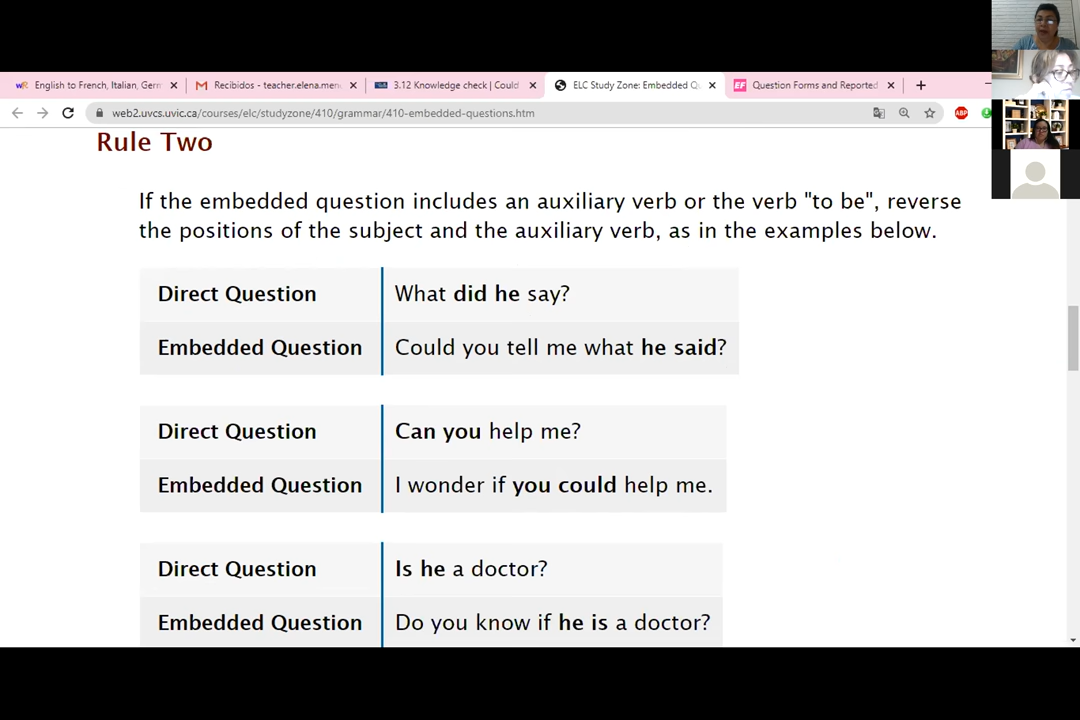 English to French, Italian, Germ
Recibidos - teacher.elena.men
3.12 Knowledge check | Could
ELC Study Zone: Embedded Q
EF
Question Forms and Reported
web2.uvcs.uvic.ca/courses/elc/studyzone/410/grammar/410-embedded-questions.htm
ABP
Rule Two
If the embedded question includes an auxiliary verb or the verb "to be", reverse
the positions of the subject and the auxiliary verb, as in the examples below.
Direct Question What did he say?
Embedded Question Could you tell me what he said?
Direct Question Can you help me?
Embedded Question I wonder if you could help me.
Direct Question Is he a doctor?
Embedded Question Do you know if he is a doctor?